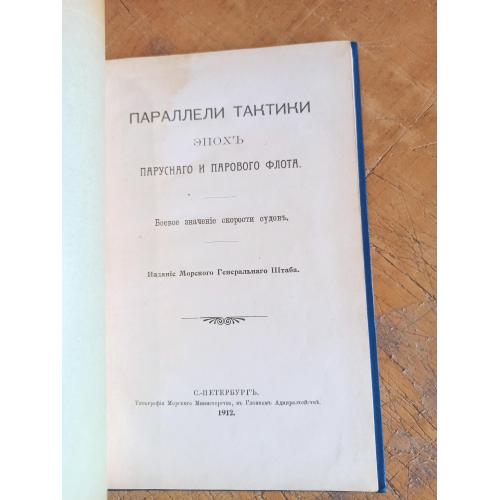 ПАРАЛЛЕЛИ ТАКТИКИ
ЭПОХЪ
ПАРУСНАГО И ПАРОВОГО ФЛОТА.
Боевое значеніе скорости судовъ,
Изданіе Морского Генеральнаго Штаба.
С.-ПЕТЕРБУРГЪ.
Типографія Морского Министерства, въ Главномъ Адмиралтействѣ.
1912.